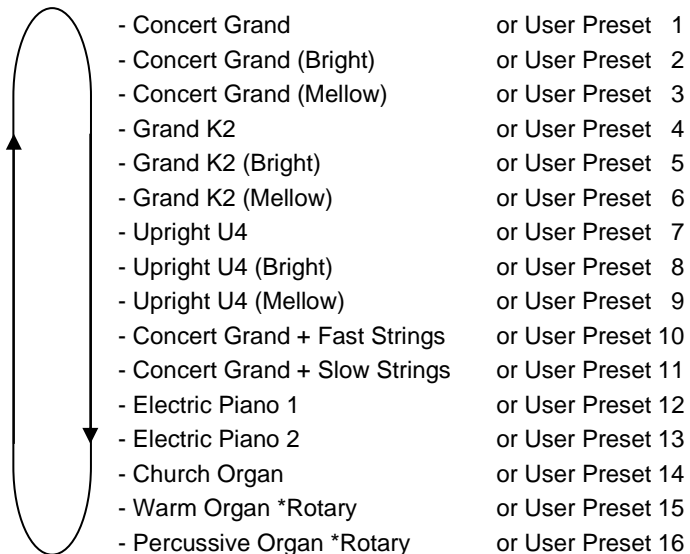 - Concert Grand or User Preset 1
- Concert Grand (Bright) or User Preset 2
- Concert Grand (Mellow) or User Preset 3
- Grand K2 or User Preset 4
- Grand K2 (Bright) or User Preset 5
- Grand K2 (Mellow) or User Preset 6
- Upright U4 or User Preset 7
- Upright U4 (Bright) or User Preset 8
- Upright U4 (Mellow) or User Preset 9
- Concert Grand + Fast Strings or User Preset 10
- Concert Grand + Slow Strings or User Preset 11
- Electric Piano 1 or User Preset 12
- Electric Piano 2 or User Preset 13
- Church Organ or User Preset 14
- Warm Organ *Rotary or User Preset 15
- Percussive Organ *Rotary or User Preset 16